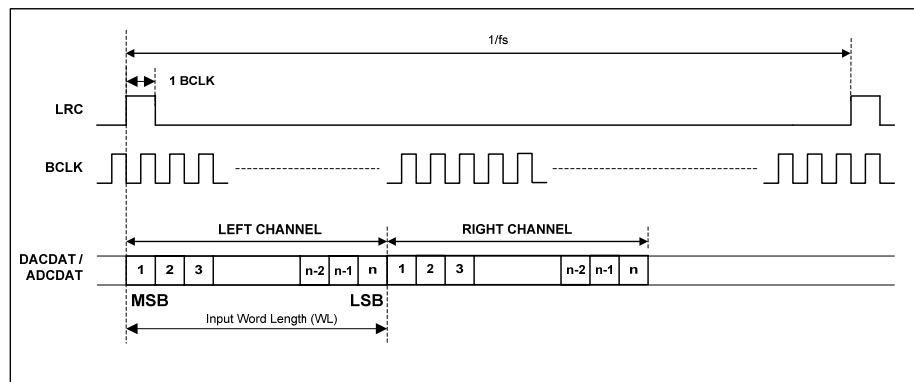 1/fs
1 BCLK
LRC
BCLK
LEFT CHANNEL RIGHT CHANNEL
DACDAT /
ADCDAT
1 2 3 n-2 n-1 n 1 2 3 n-2 n-1 n
MSB LSB
Input Word Length (WL)